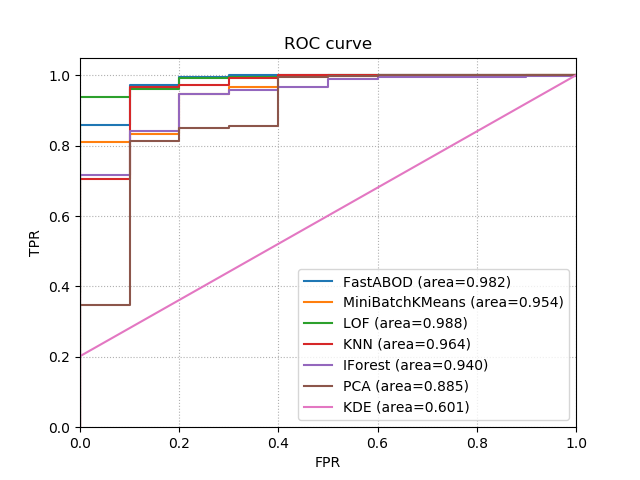 ROC curve
TPR
1.0
0.8
0.6
0.4
0.2
0.0
FastABOD (area=0.982)
MiniBatchKMeans (area=0.954)
LOF (area=0.988)
KNN (area=0.964)
IForest (area=0.940)
PCA (area=0.885)
KDE (area=0.601)
0.0 0.2 0.4 0.6 0.8 1.0
FPR